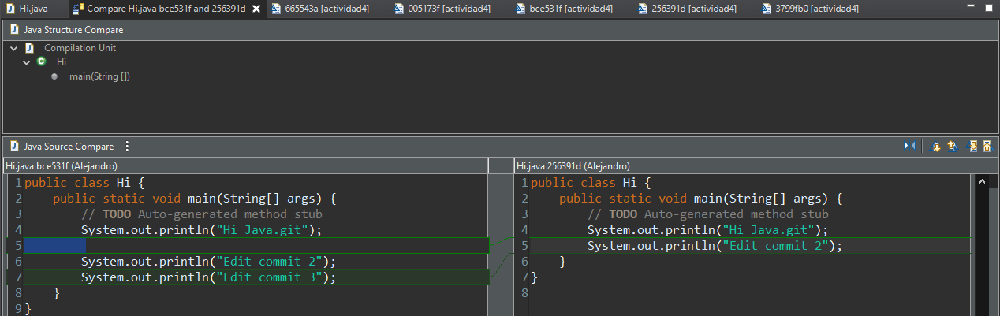 Hi.java Compare Hi.java bce531f and 256391d 665543a [actividad4] 005173f [actividad4] bce531f [actividad4] 256391d [actividad4] 3799fb0 [actividad4]
Java Structure Compare
Compilation Unit
Hi
main(String [])
Java Source Compare
Hi.java bce531f (Alejandro)
1 public class Hi {
2 public static void main(String[] args) {
3 // TODO Auto-generated method stub
4 System.out.println("Hi Java.git");
5
6 System.out.println("Edit commit 2");
7 System.out.println("Edit commit 3");
8 }
9 }
Hi.java 256391d (Alejandro)
1 public class Hi {
2 public static void main(String[] args) {
3 // TODO Auto-generated method stub
4 System.out.println("Hi Java.git");
5 System.out.println("Edit commit 2");
6 }
7 }
8